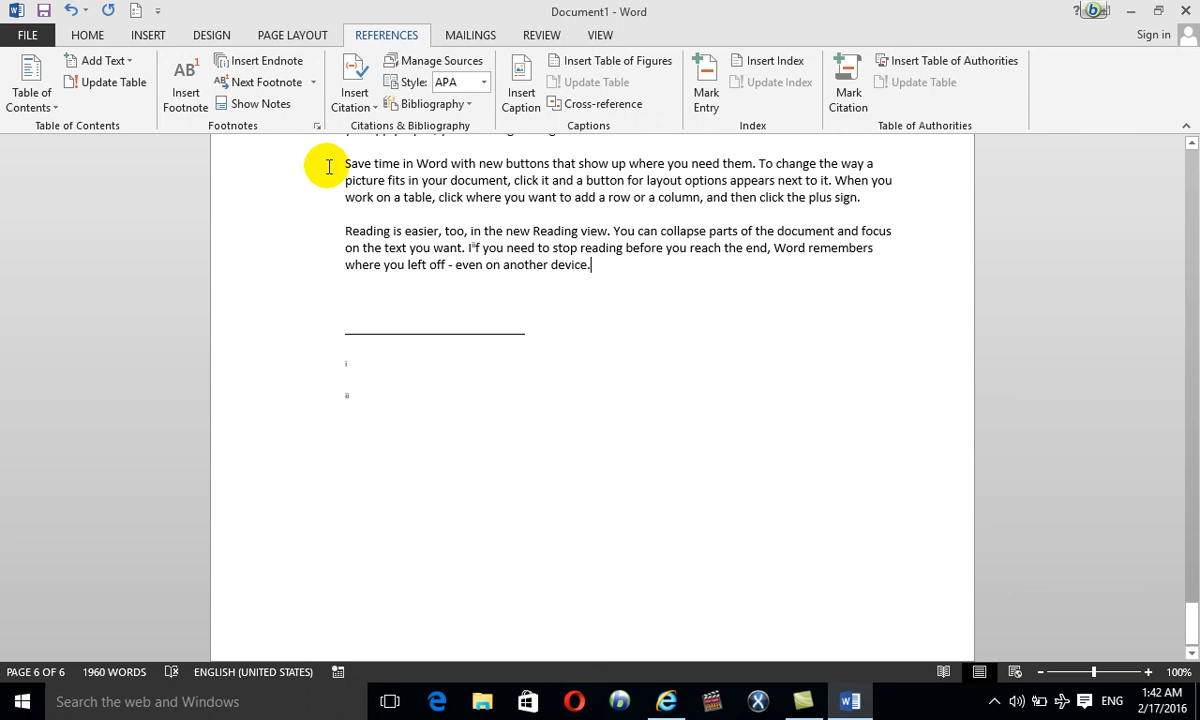 Document1 - Word
?
FILE HOME INSERT DESIGN PAGE LAYOUT REFERENCES MAILINGS REVIEW VIEW Sign in
Table of Contents
Add Text
Update Table
Table of Contents
Insert Footnote
Insert Endnote
Next Footnote
Show Notes
Footnotes
Insert Citation
Manage Sources
Style: APA
Bibliography
Citations & Bibliography
Insert Caption
Insert Table of Figures
Update Table
Cross-reference
Captions
Mark Entry
Insert Index
Update Index
Index
Mark Citation
Insert Table of Authorities
Update Table
Table of Authorities
Save time in Word with new buttons that show up where you need them. To change the way a
picture fits in your document, click it and a button for layout options appears next to it. When you
work on a table, click where you want to add a row or a column, and then click the plus sign.
Reading is easier, too, in the new Reading view. You can collapse parts of the document and focus
on the text you want. Iⁱⁱf you need to stop reading before you reach the end, Word remembers
where you left off - even on another device.
i
ii
PAGE 6 OF 6 1960 WORDS ENGLISH (UNITED STATES) 100%
Search the web and Windows
ENG
1:42 AM
2/17/2016